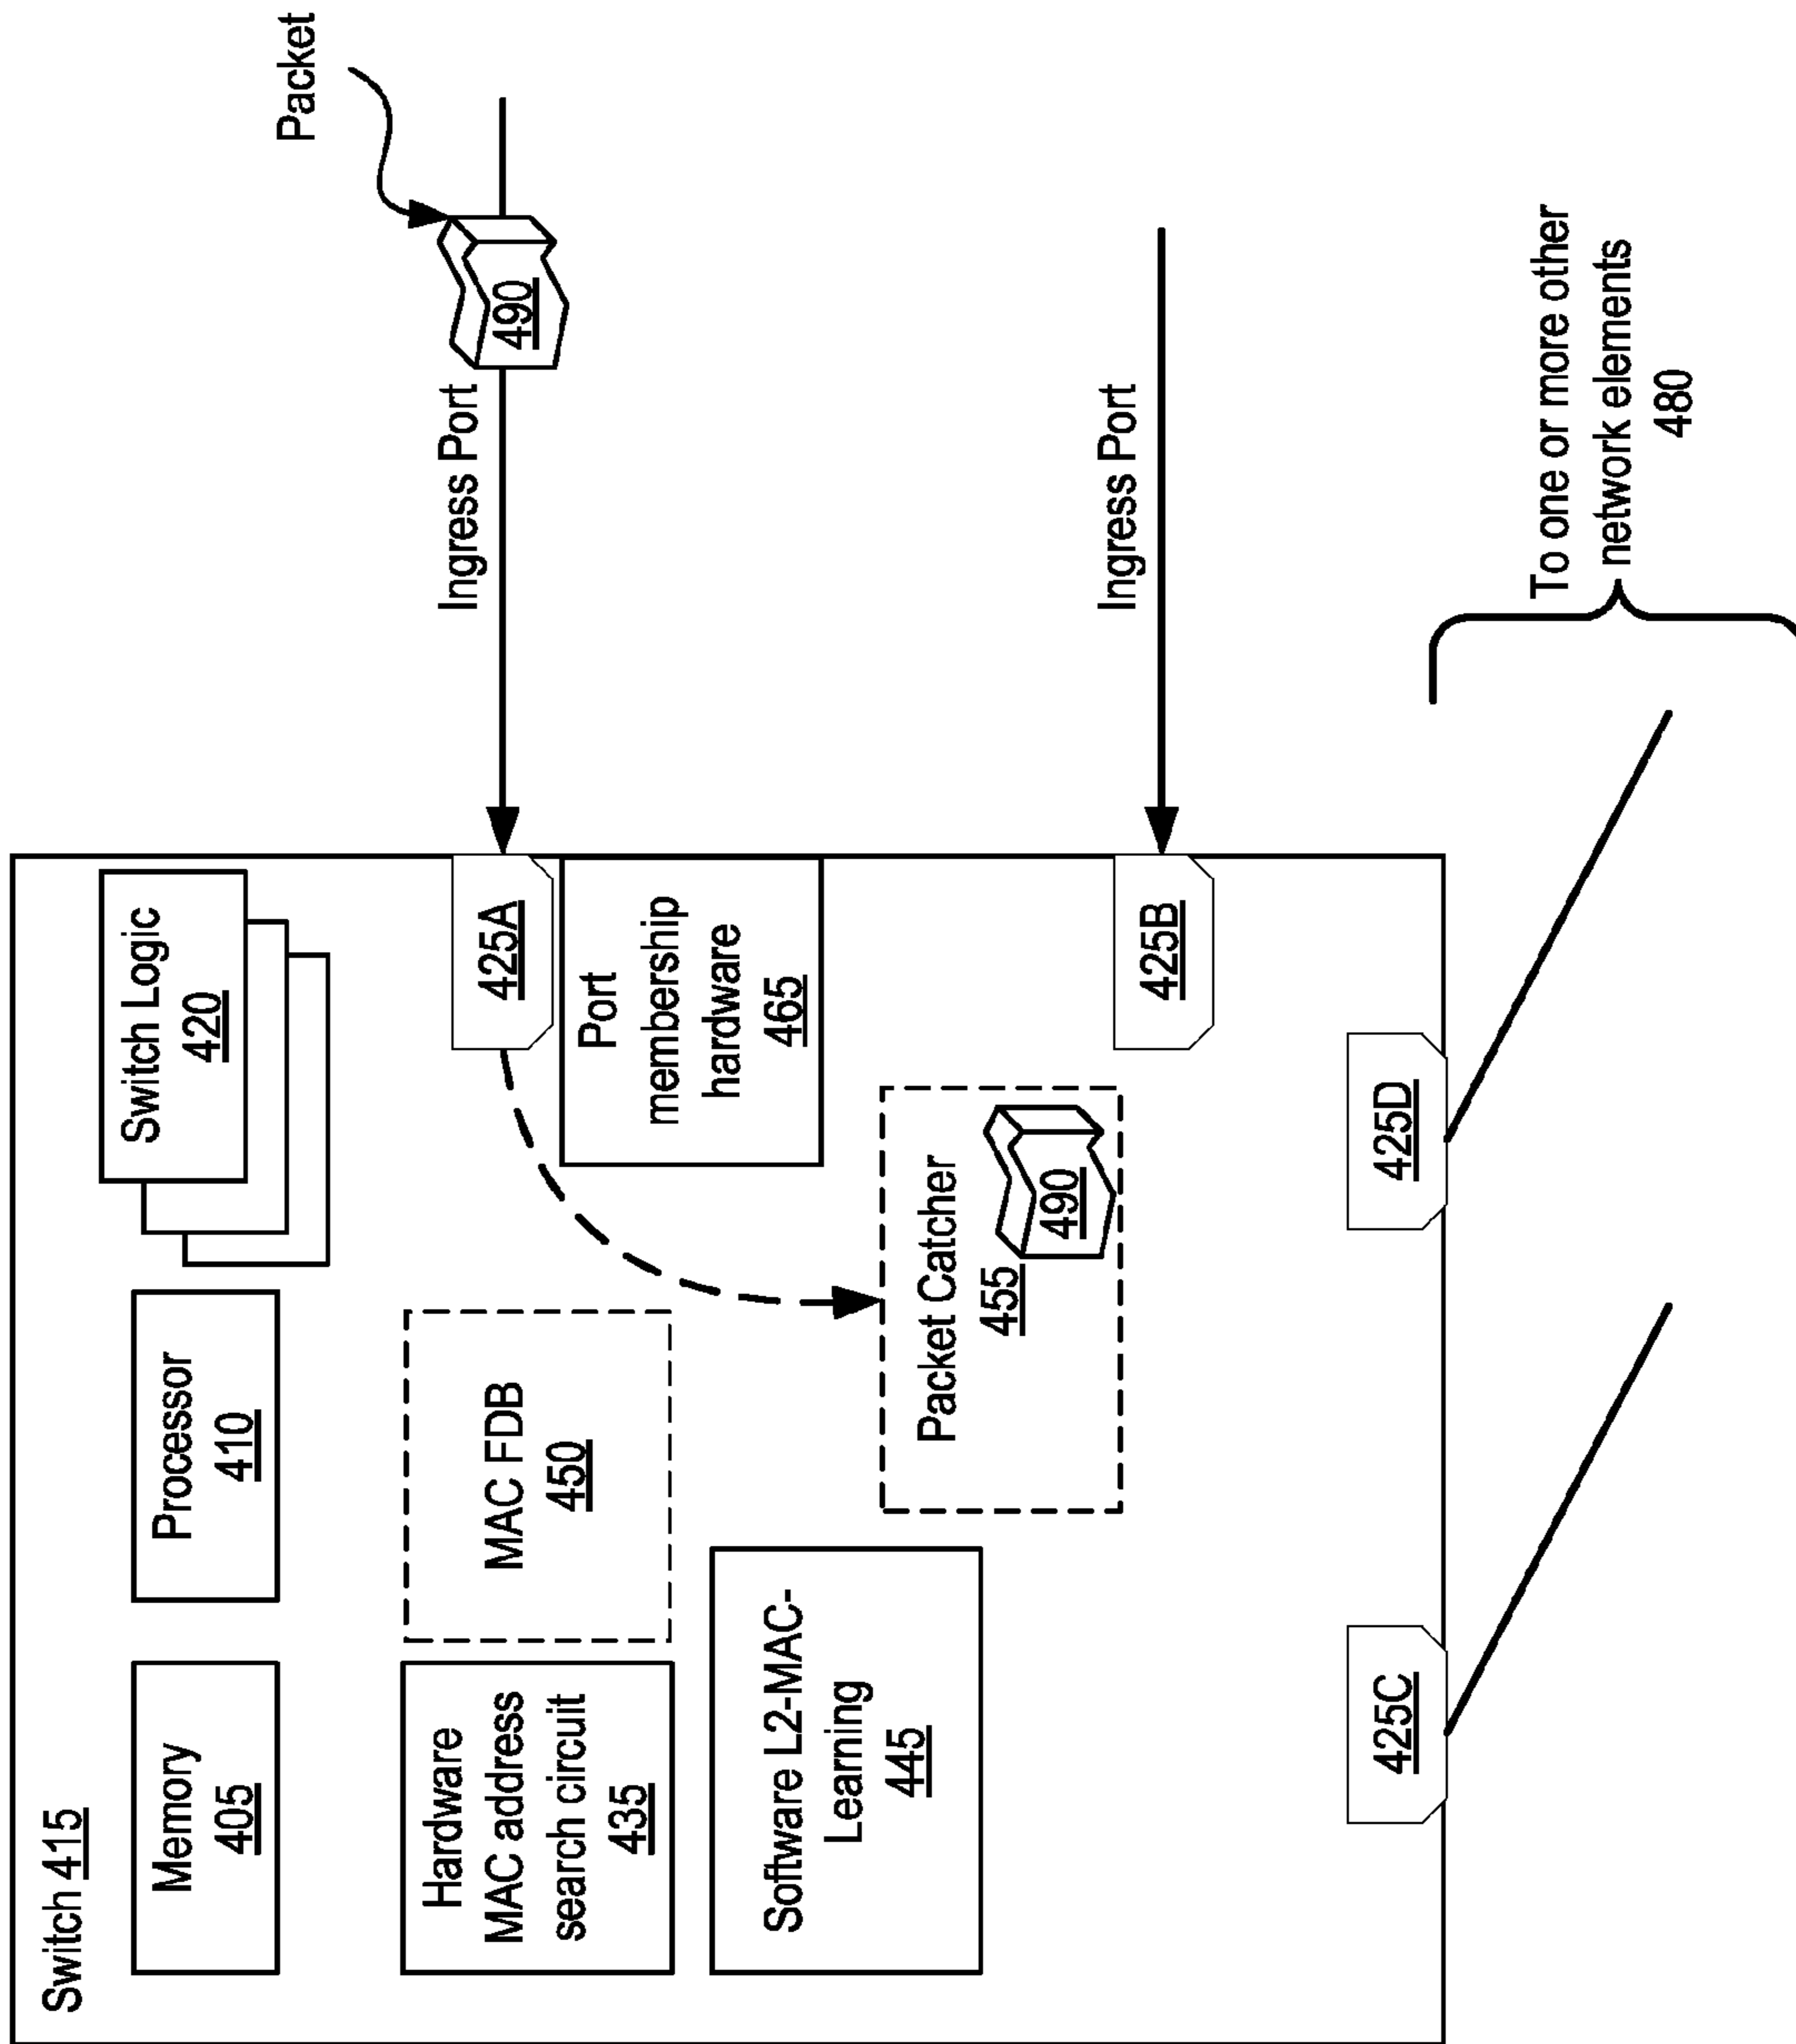 Switch 415
Memory
405
Processor
410
Switch Logic
420
Packet
Hardware
MAC address
search circuit
435
MAC FDB
450
425A
Ingress Port
490
Port
membership
hardware
465
Software L2-MAC-
Learning
445
Packet Catcher
455
490
425B
Ingress Port
425C
425D
To one or more other
network elements
480